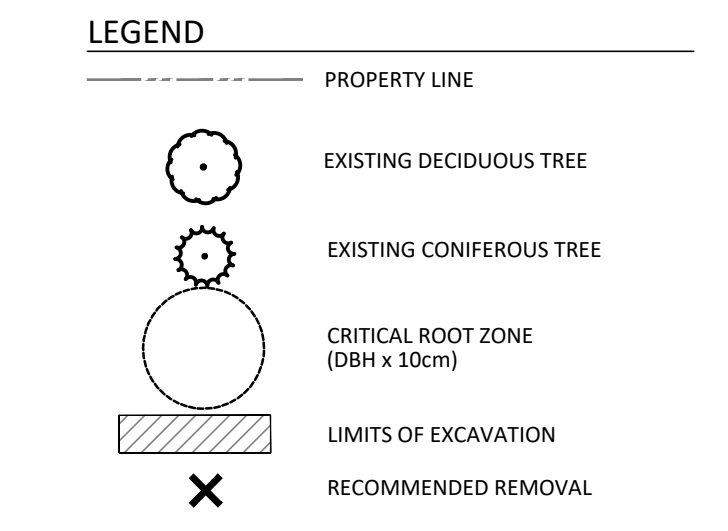 LEGEND
PROPERTY LINE
EXISTING DECIDUOUS TREE
EXISTING CONIFEROUS TREE
CRITICAL ROOT ZONE
(DBH x 10cm)
LIMITS OF EXCAVATION
RECOMMENDED REMOVAL